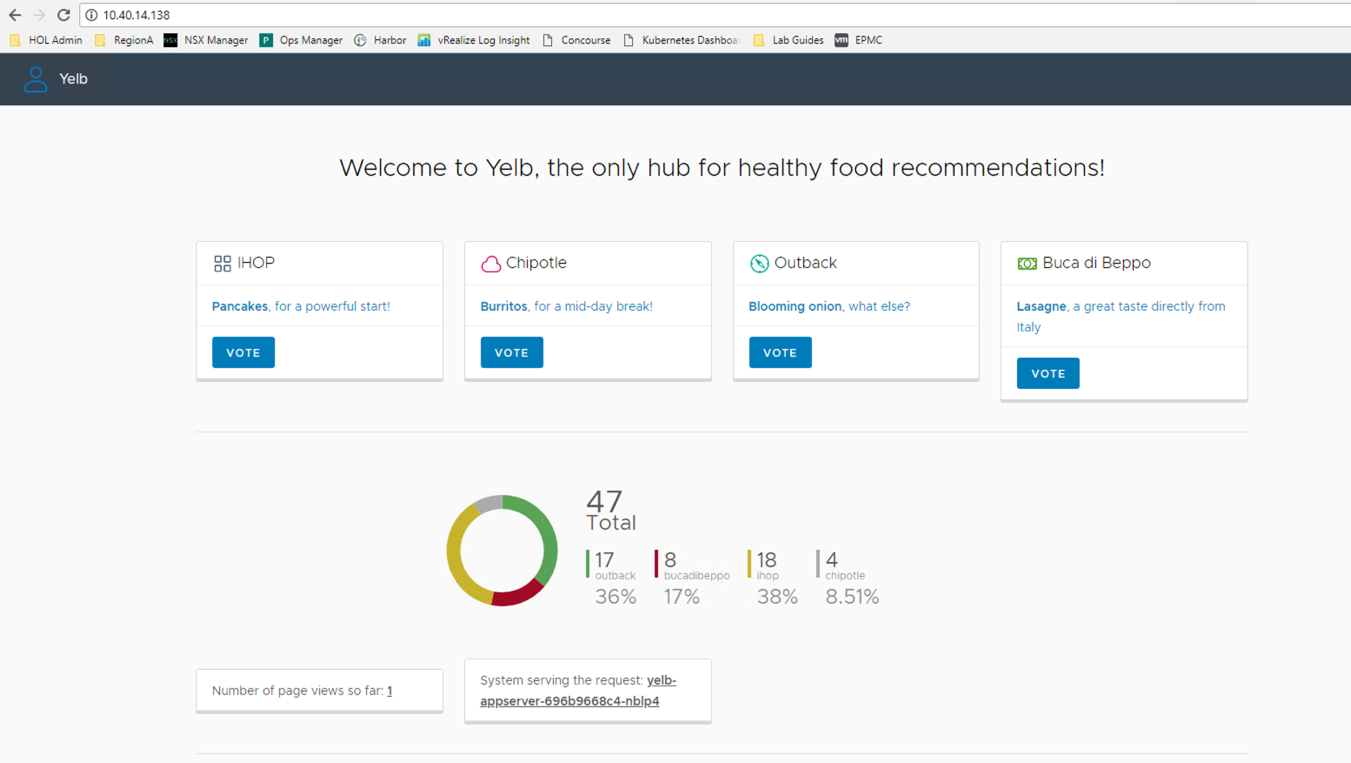 10.40.14.138
HOL Admin RegionA NSX Manager Ops Manager Harbor vRealize Log Insight Concourse Kubernetes Dashboa Lab Guides vm EPMC
Yelb
Welcome to Yelb, the only hub for healthy food recommendations!
IHOP
Pancakes, for a powerful start!
VOTE
Chipotle
Burritos, for a mid-day break!
VOTE
Outback
Blooming onion, what else?
VOTE
Buca di Beppo
Lasagne, a great taste directly from
Italy
VOTE
47
Total
17 8 18 4
outback bucadibeppo ihop chipotle
36% 17% 38% 8.51%
Number of page views so far: 1
System serving the request: yelb-
appserver-696b9668c4-nblp4